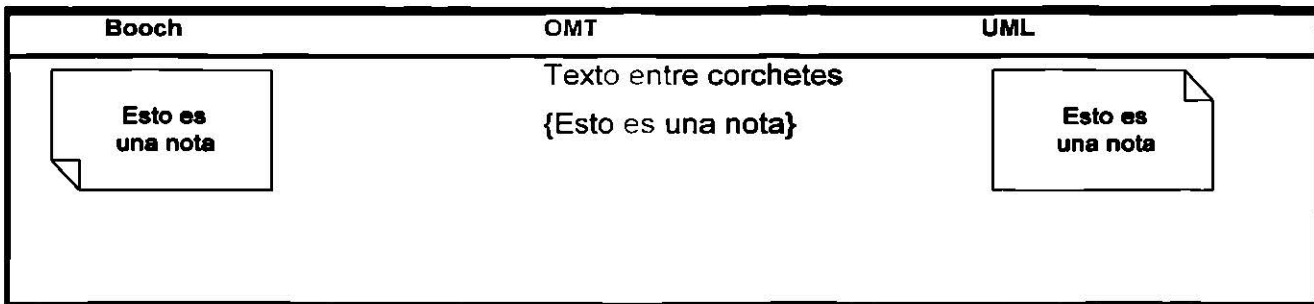 Booch OMT UML
Esto es
una nota
Texto entre corchetes
{Esto es una nota}
Esto es
una nota